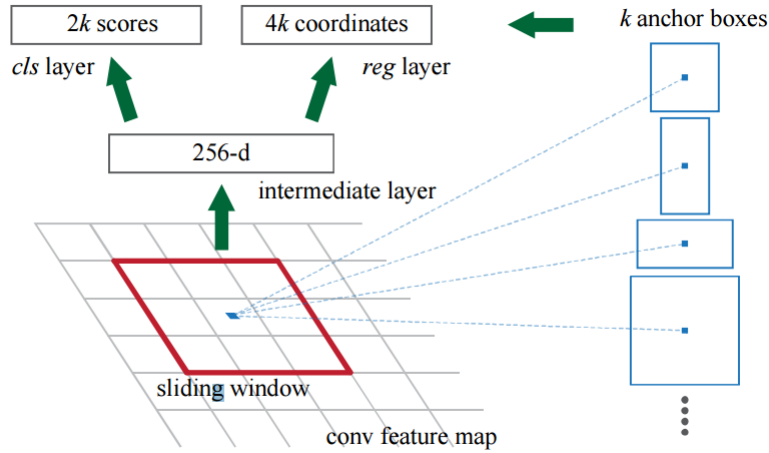 2k scores
4k coordinates
k anchor boxes
cls layer
reg layer
256-d
intermediate layer
sliding window
conv feature map